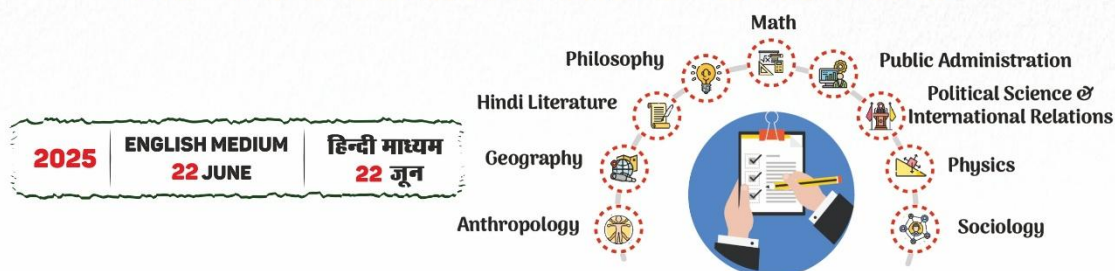 2025
ENGLISH MEDIUM
22 JUNE
हिन्दी माध्यम
22 जून
Math
Philosophy
Public Administration
Hindi Literature
Political Science &
International Relations
Geography
Physics
Anthropology
Sociology